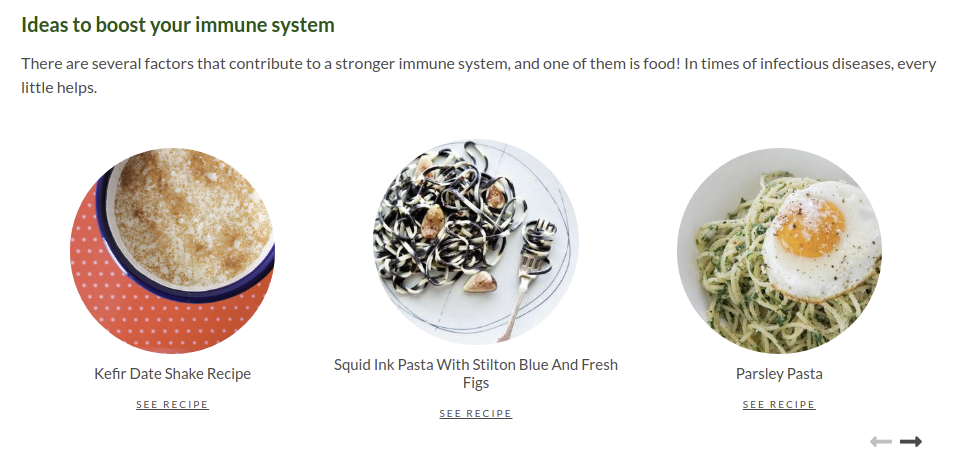 Ideas to boost your immune system
There are several factors that contribute to a stronger immune system, and one of them is food! In times of infectious diseases, every
little helps.
Kefir Date Shake Recipe
SEE RECIPE
Squid Ink Pasta With Stilton Blue And Fresh
Figs
SEE RECIPE
Parsley Pasta
SEE RECIPE